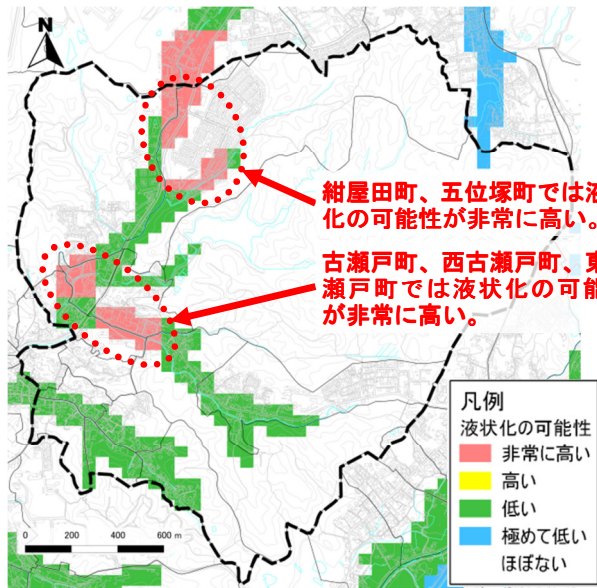 N
紺屋田町、五位塚町では液
化の可能性が非常に高い。
古瀬戸町、西古瀬戸町、東
瀬戸町では液状化の可能
が非常に高い。
凡例
液状化の可能性
非常に高い
高い
低い
極めて低い
ほぼない
0 200 400 600 m